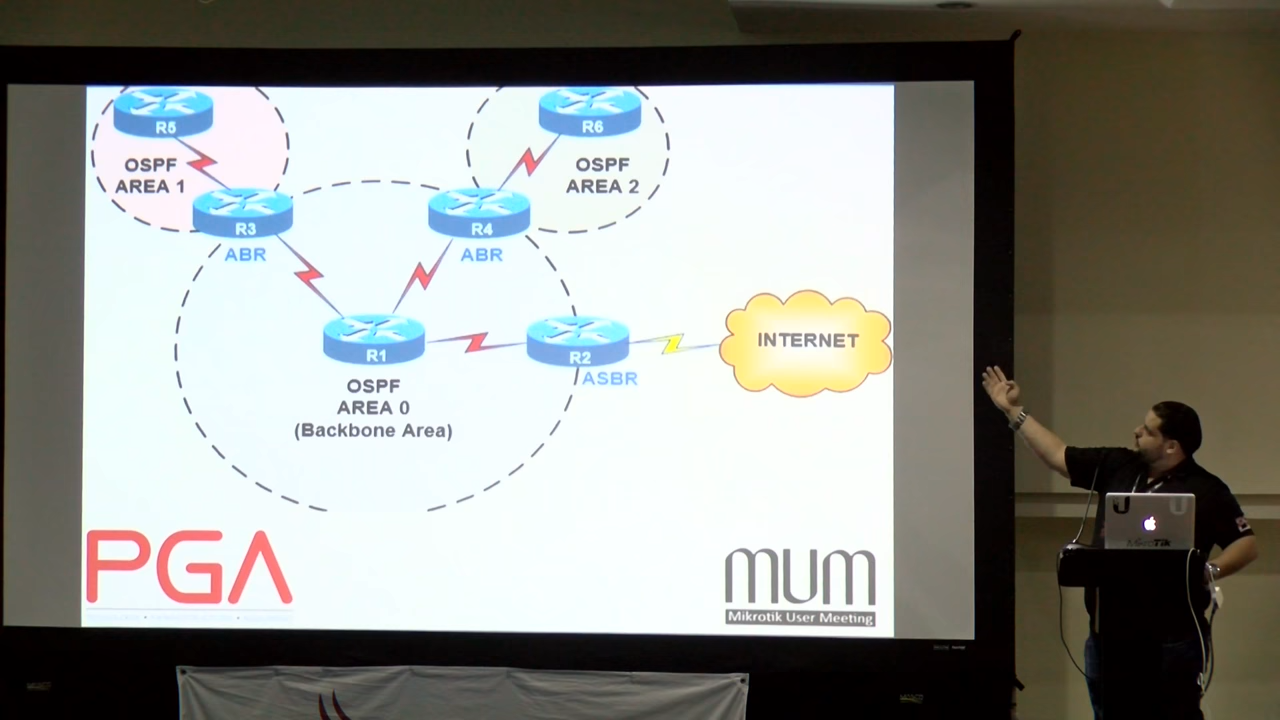 R5
R6
OSPF
AREA 1
OSPF
AREA 2
R3
ABR
R4
ABR
R1
R2
ASBR
INTERNET
OSPF
AREA 0
(Backbone Area)
PGA
MUM
Mikrotik User Meeting